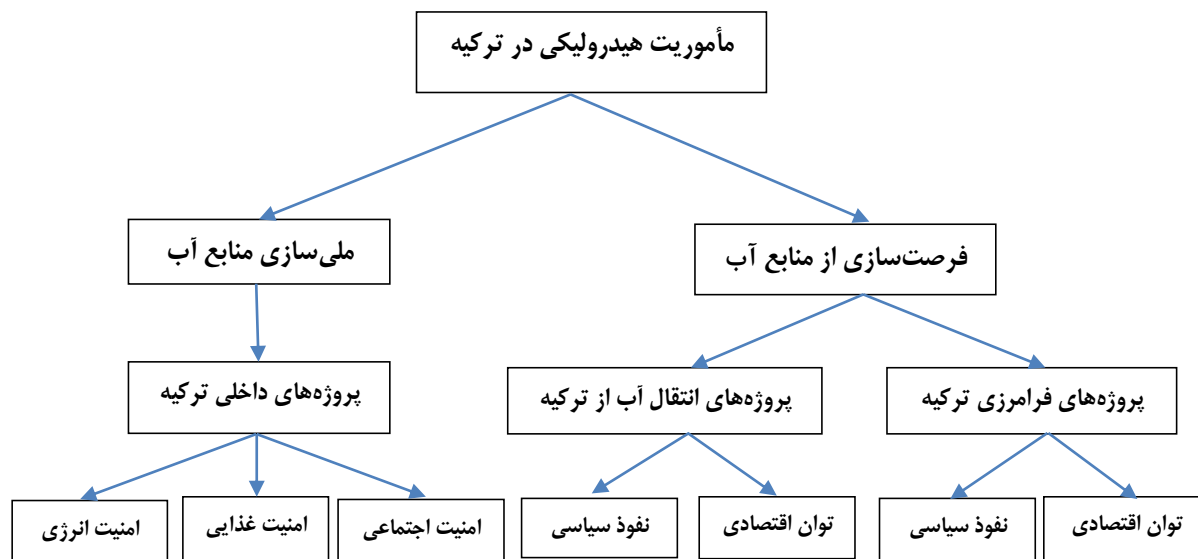 مأموریت هیدرولیکی در ترکیه
فرصت‌سازی از منابع آب
ملی‌سازی منابع آب
پروژه‌های فرامرزی ترکیه
پروژه‌های انتقال آب از ترکیه
پروژه‌های داخلی ترکیه
توان اقتصادی
نفوذ سیاسی
توان اقتصادی
نفوذ سیاسی
امنیت اجتماعی
امنیت غذایی
امنیت انرژی